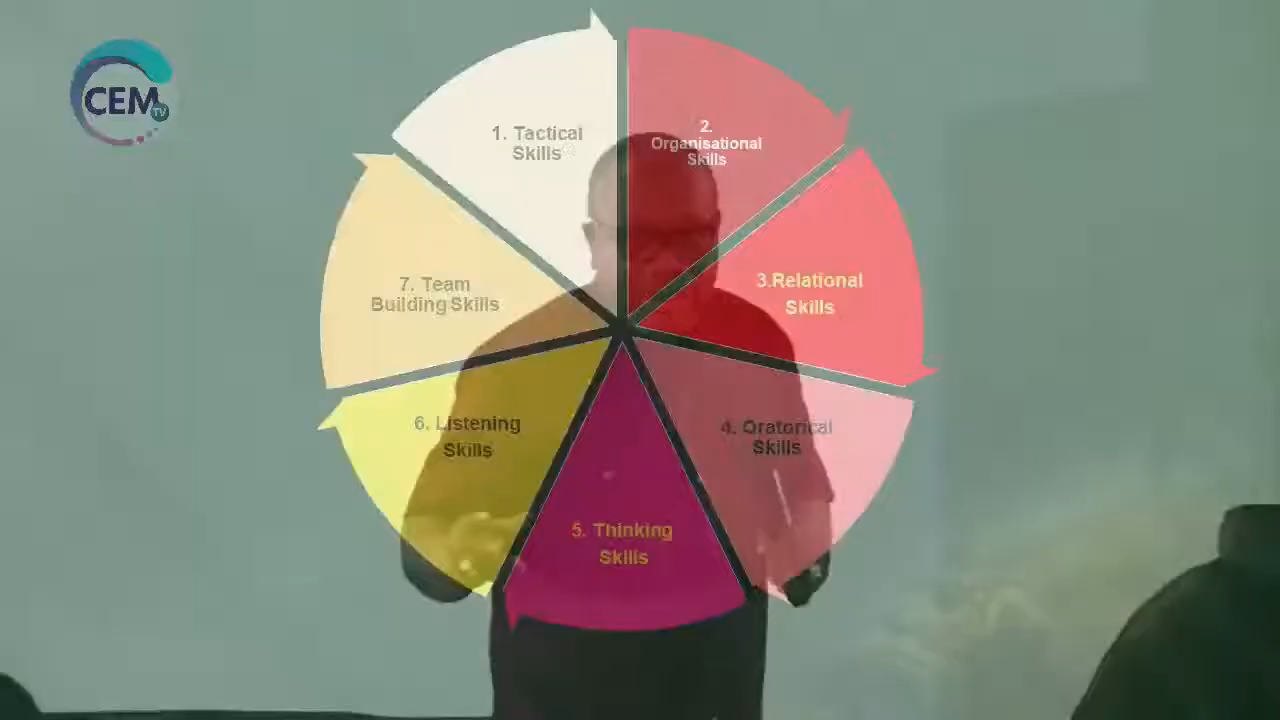 CEM
TV
1. Tactical
Skills
2.
Organisational
Skills
3.Relational
Skills
4. Oratorical
Skills
5. Thinking
Skills
6. Listening
Skills
7. Team
Building Skills